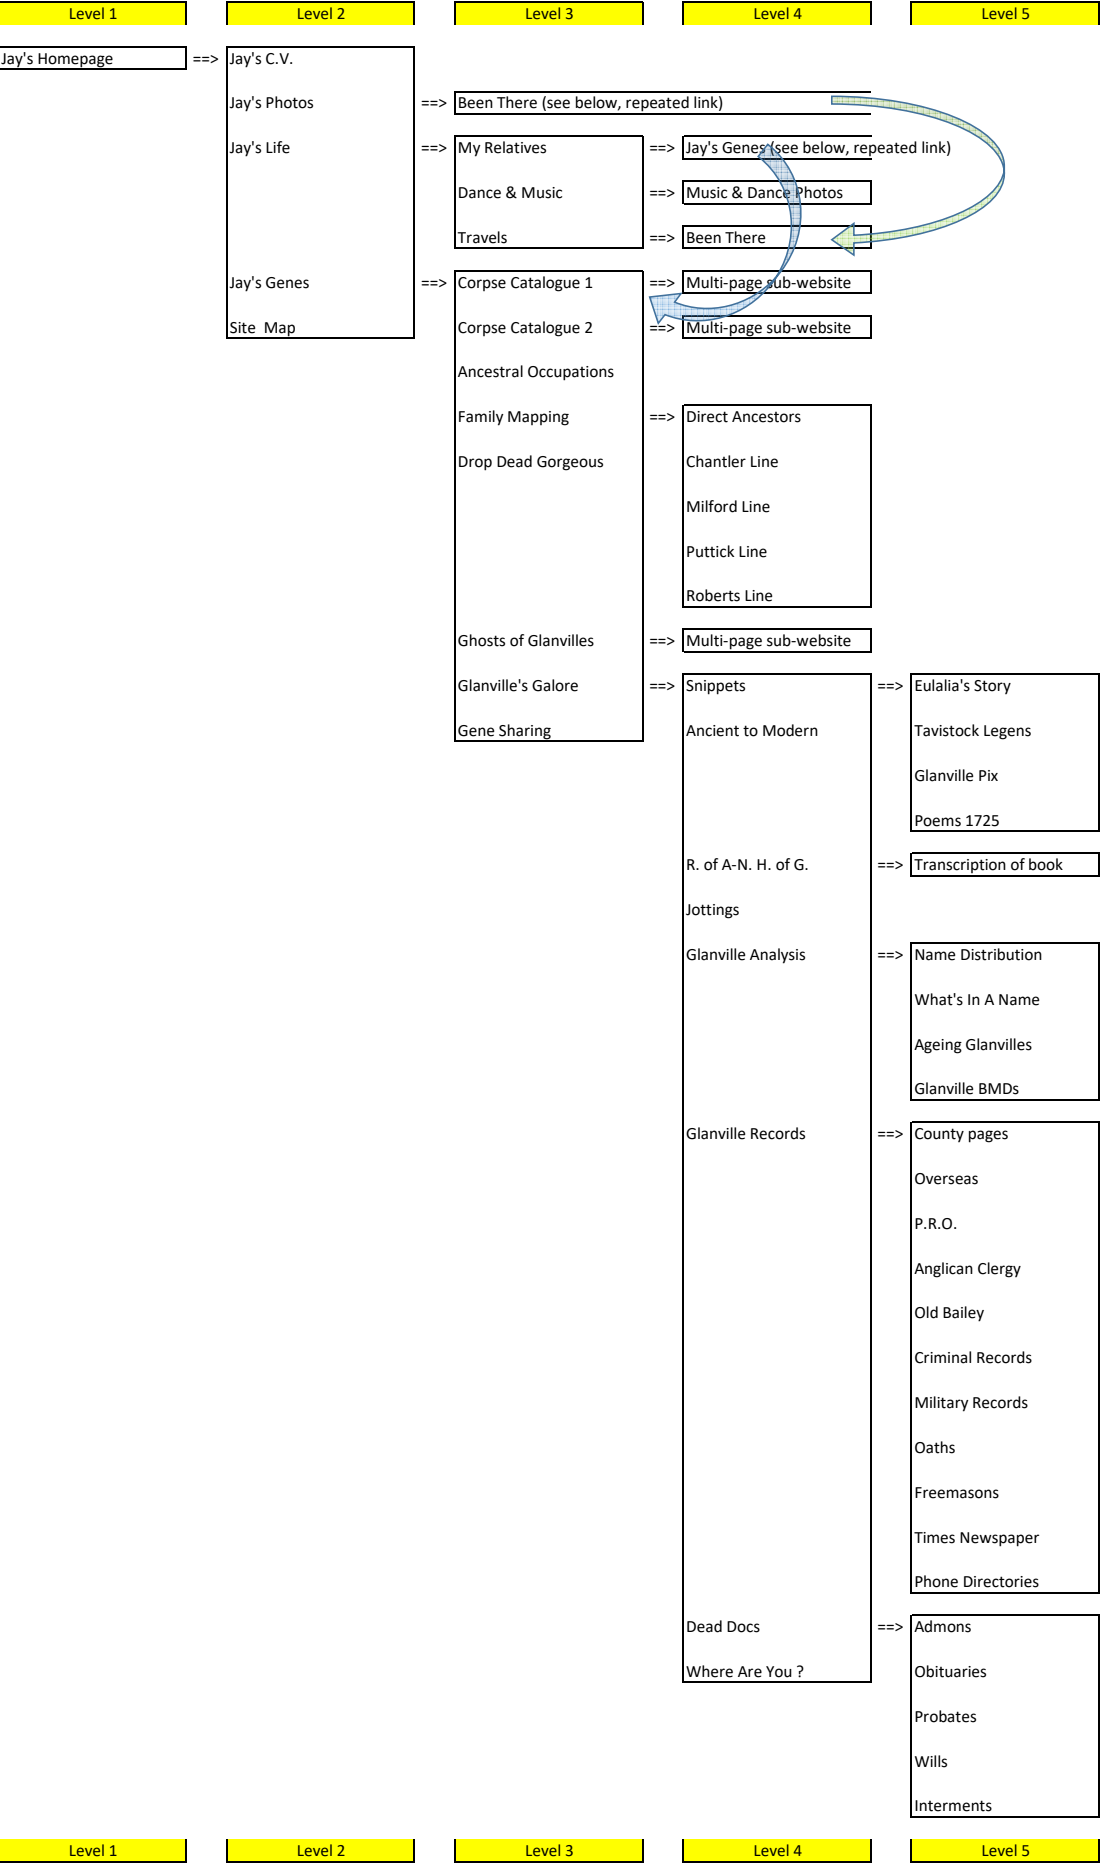 Level 1 Level 2 Level 3 Level 4 Level 5
Jay's Homepage ==> Jay's C.V.
Jay's Photos ==> Been There (see below, repeated link)
Jay's Life ==> My Relatives ==> Jay's Genes (see below, repeated link)
Dance & Music ==> Music & Dance Photos
Travels ==> Been There
Jay's Genes ==> Corpse Catalogue 1 ==> Multi-page sub-website
Site Map Corpse Catalogue 2 ==> Multi-page sub-website
Ancestral Occupations
Family Mapping ==> Direct Ancestors
Drop Dead Gorgeous Chantler Line
Milford Line
Puttick Line
Roberts Line
Ghosts of Glanvilles ==> Multi-page sub-website
Glanville's Galore ==> Snippets ==> Eulalia's Story
Gene Sharing Ancient to Modern Tavistock Legens
Glanville Pix
Poems 1725
R. of A-N. H. of G. ==> Transcription of book
Jottings
Glanville Analysis ==> Name Distribution
What's In A Name
Ageing Glanvilles
Glanville BMDs
Glanville Records ==> County pages
Overseas
P.R.O.
Anglican Clergy
Old Bailey
Criminal Records
Military Records
Oaths
Freemasons
Times Newspaper
Phone Directories
Dead Docs ==> Admons
Where Are You ? Obituaries
Probates
Wills
Interments
Level 1 Level 2 Level 3 Level 4 Level 5